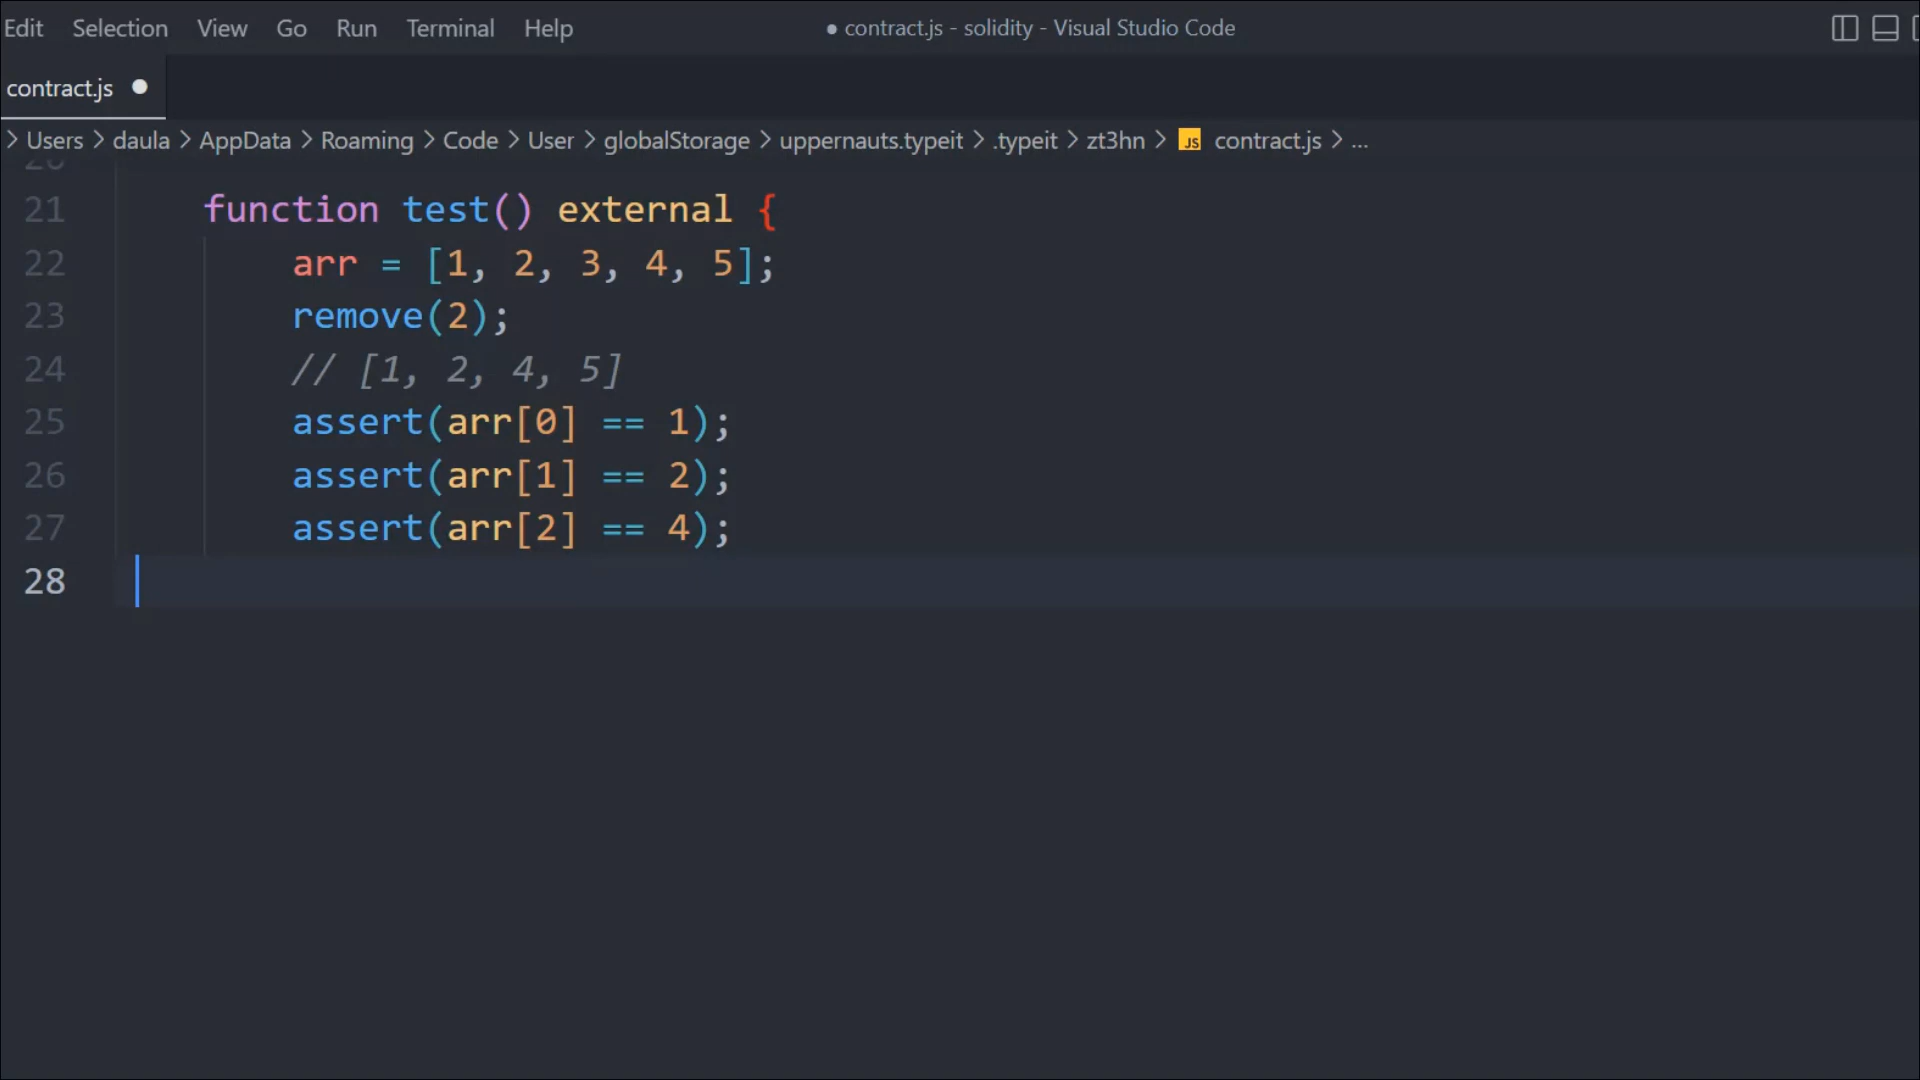 Edit Selection View Go Run Terminal Help ● contract.js - solidity - Visual Studio Code
contract.js ●
> Users > daula > AppData > Roaming > Code > User > globalStorage > uppernauts.typeit > .typeit > zt3hn > JS contract.js > ...
20
21 function test() external {
22 arr = [1, 2, 3, 4, 5];
23 remove(2);
24 // [1, 2, 4, 5]
25 assert(arr[0] == 1);
26 assert(arr[1] == 2);
27 assert(arr[2] == 4);
28